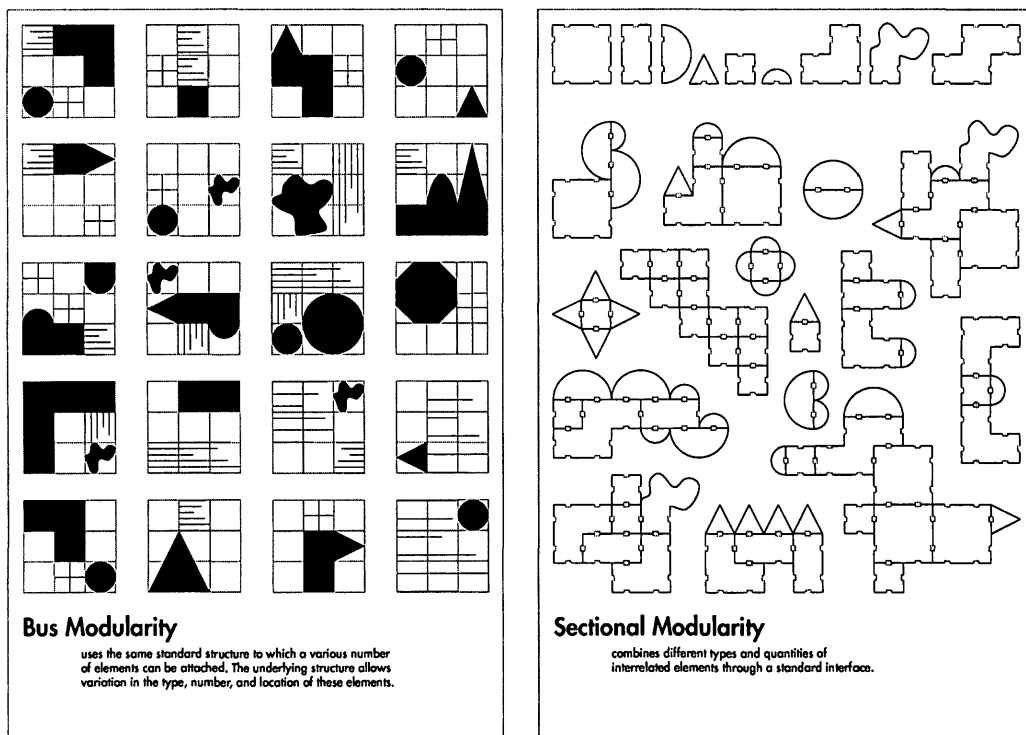 Bus Modularity
uses the same standard structure to which a various number
of elements can be attached. The underlying structure allows
variation in the type, number, and location of these elements.
Sectional Modularity
combines different types and quantities of
interrelated elements through a standard interface.